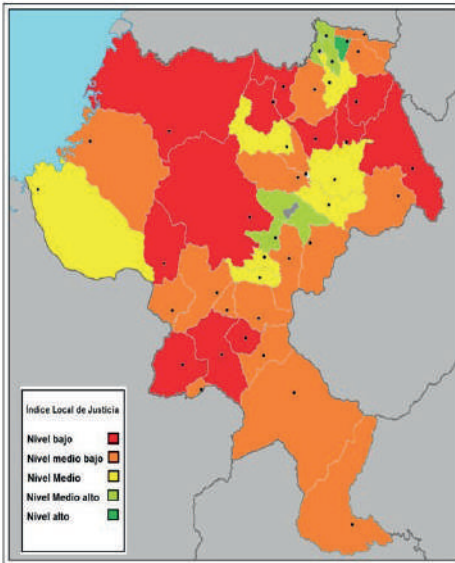 Índice Local de Justicia
Nivel bajo
Nivel medio bajo
Nivel Medio
Nivel Medio alto
Nivel alto